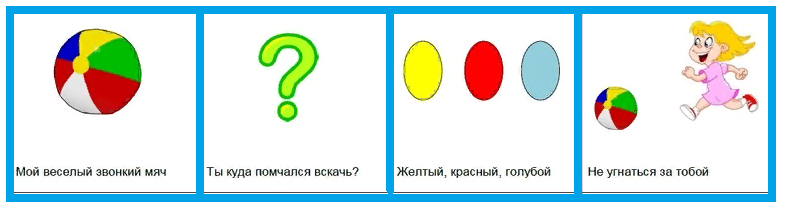 Мой веселый звонкий мяч
Ты куда помчался вскачь?
Желтый, красный, голубой
Не угнаться за тобой